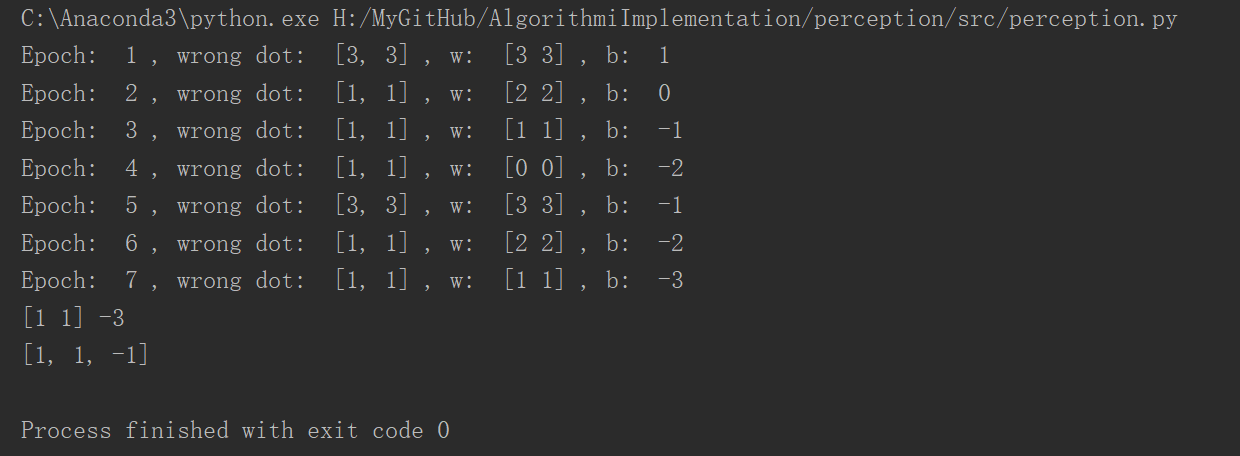 C:\Anaconda3\python.exe H:/MyGitHub/AlgorithmiImplementation/perception/src/perception.py
Epoch:  1 , wrong dot:  [3, 3] , w:  [3 3] , b:  1
Epoch:  2 , wrong dot:  [1, 1] , w:  [2 2] , b:  0
Epoch:  3 , wrong dot:  [1, 1] , w:  [1 1] , b:  -1
Epoch:  4 , wrong dot:  [1, 1] , w:  [0 0] , b:  -2
Epoch:  5 , wrong dot:  [3, 3] , w:  [3 3] , b:  -1
Epoch:  6 , wrong dot:  [1, 1] , w:  [2 2] , b:  -2
Epoch:  7 , wrong dot:  [1, 1] , w:  [1 1] , b:  -3
[1 1] -3
[1, 1, -1]
Process finished with exit code 0